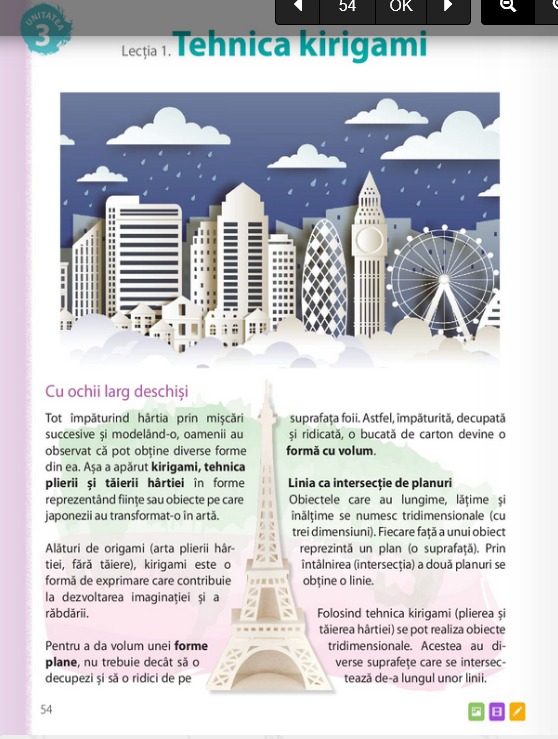 54
OK
UNITATEA
3
Lecția 1. Tehnica kirigami
Cu ochii larg deschiși
Tot împăturind hârtia prin mișcări
succesive și modelând-o, oamenii au
observat că pot obține diverse forme
din ea. Așa a apărut kirigami, tehnica
plierii și tăierii hârtiei în forme
reprezentând ființe sau obiecte pe care
japonezii au transformat-o în artă.
Alături de origami (arta plierii hâr-
tiei, fără tăiere), kirigami este o
formă de exprimare care contribuie
la dezvoltarea imaginației și a
răbdării.
Pentru a da volum unei forme
plane, nu trebuie decât să o
decupezi și să o ridici de pe
suprafața foii. Astfel, împăturită, decupată
și ridicată, o bucată de carton devine o
formă cu volum.
Linia ca intersecție de planuri
Obiectele care au lungime, lățime și
înălțime se numesc tridimensionale (cu
trei dimensiuni). Fiecare față a unui obiect
reprezintă un plan (o suprafață). Prin
întâlnirea (intersecția) a două planuri se
obține o linie.
Folosind tehnica kirigami (plierea și
tăierea hârtiei) se pot realiza obiecte
tridimensionale. Acestea au di-
verse suprafețe care se intersec-
tează de-a lungul unor linii.
54